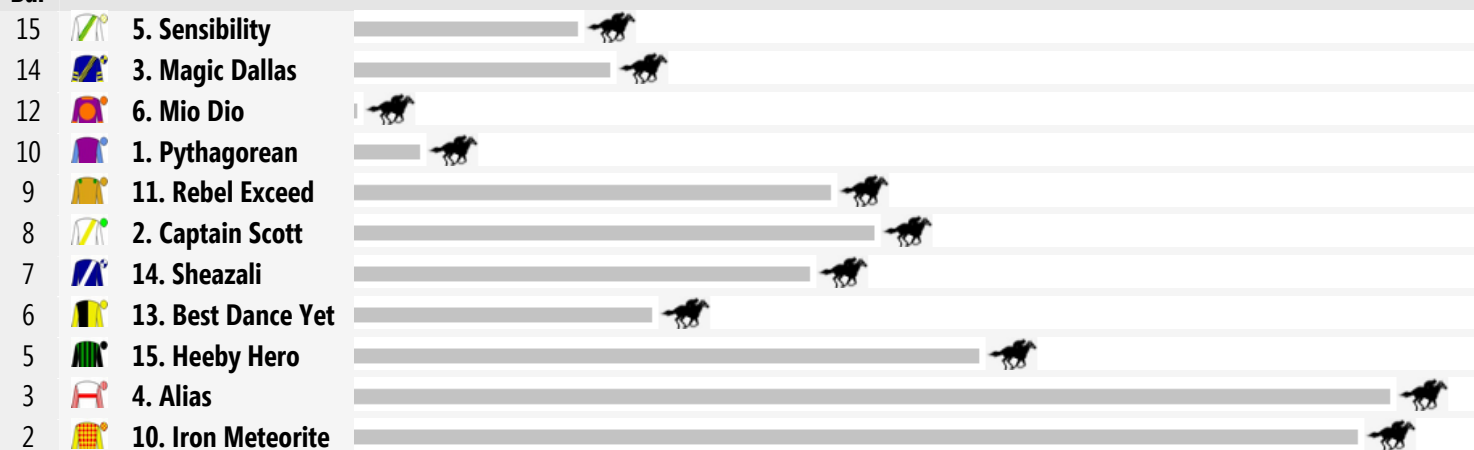 Bar
15 5. Sensibility
14 3. Magic Dallas
12 6. Mio Dio
10 1. Pythagorean
9 11. Rebel Exceed
8 2. Captain Scott
7 14. Sheazali
6 13. Best Dance Yet
5 15. Heeby Hero
3 4. Alias
2 10. Iron Meteorite